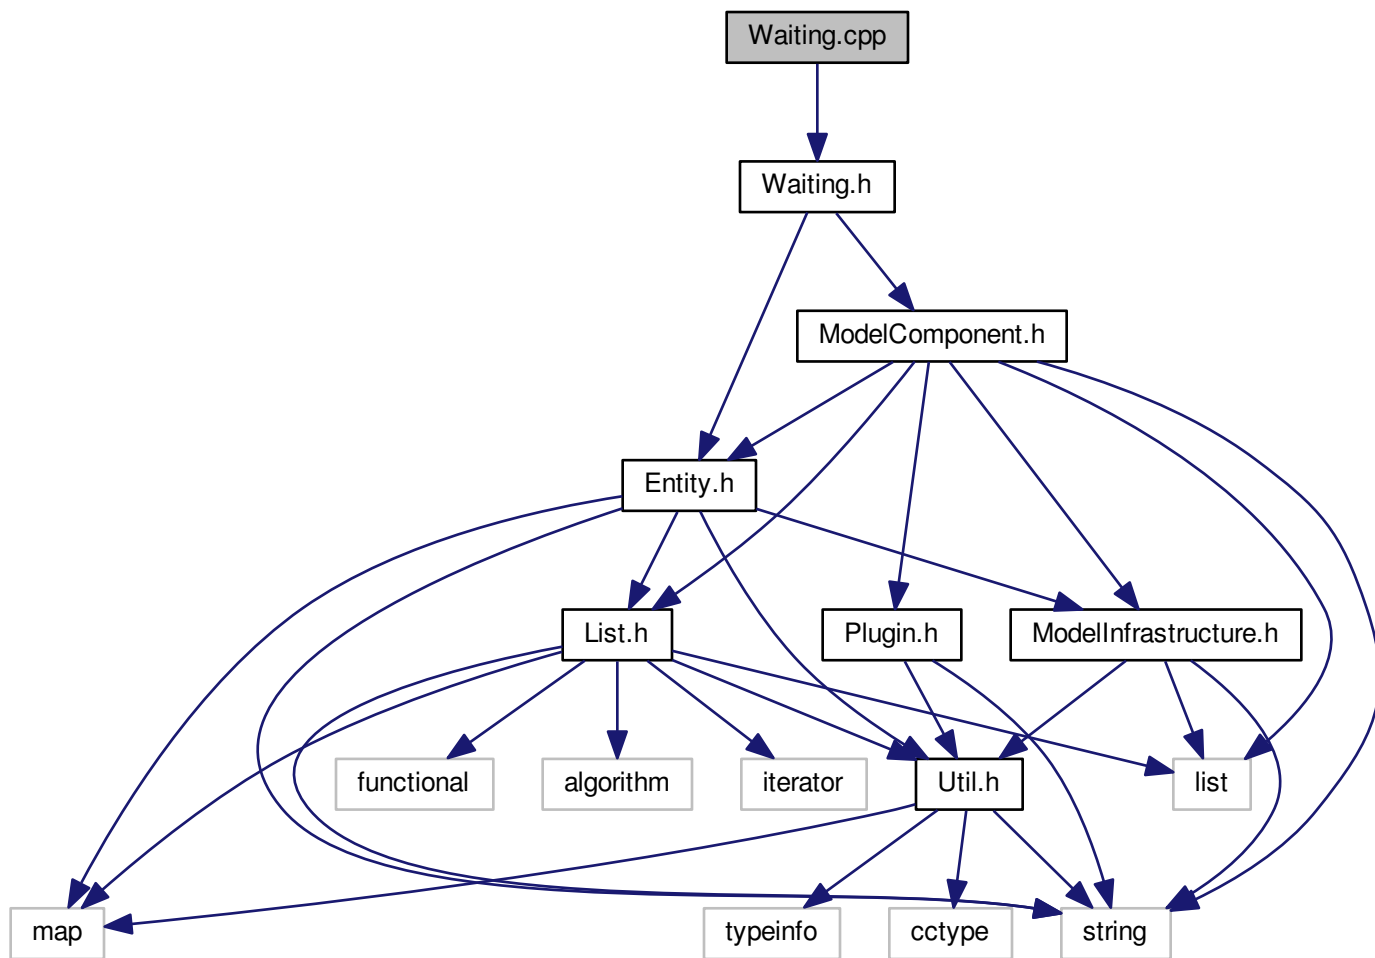 Waiting.cpp
Waiting.h
ModelComponent.h
Entity.h
List.h
Plugin.h
ModelInfrastructure.h
functional
algorithm
iterator
Util.h
list
map
typeinfo
cctype
string